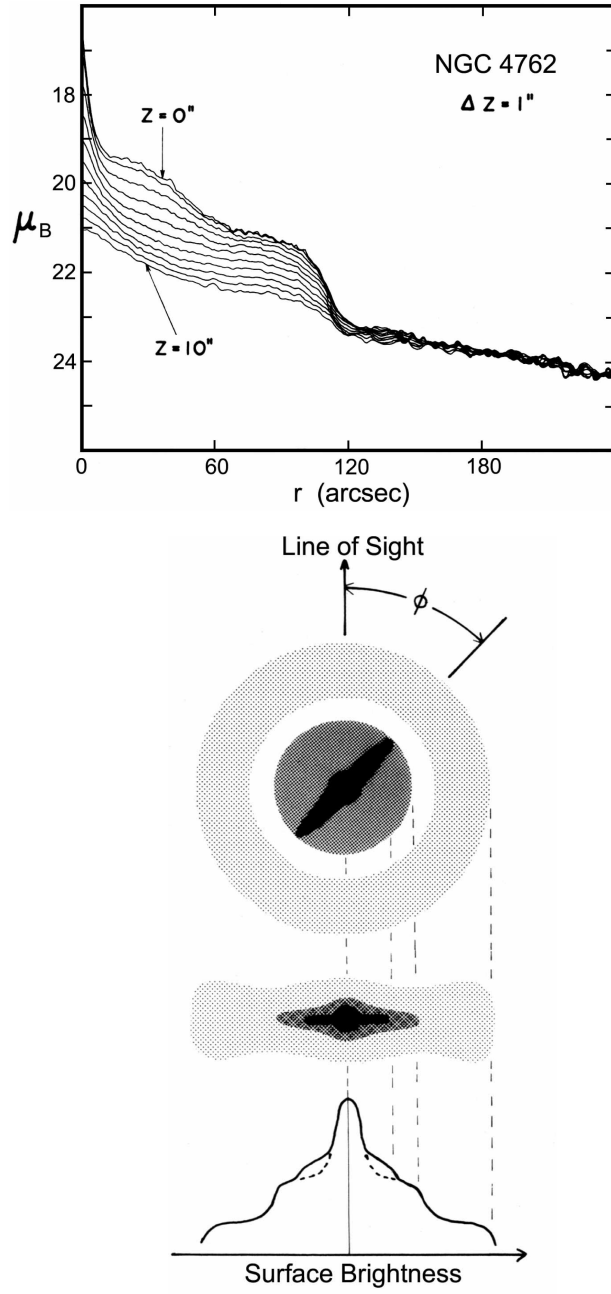 NGC 4762
Δ Z = 1"
Z = 0"
Z = 10"
μB
18
20
22
24
0
60
120
180
r (arcsec)
Line of Sight
ϕ
Surface Brightness